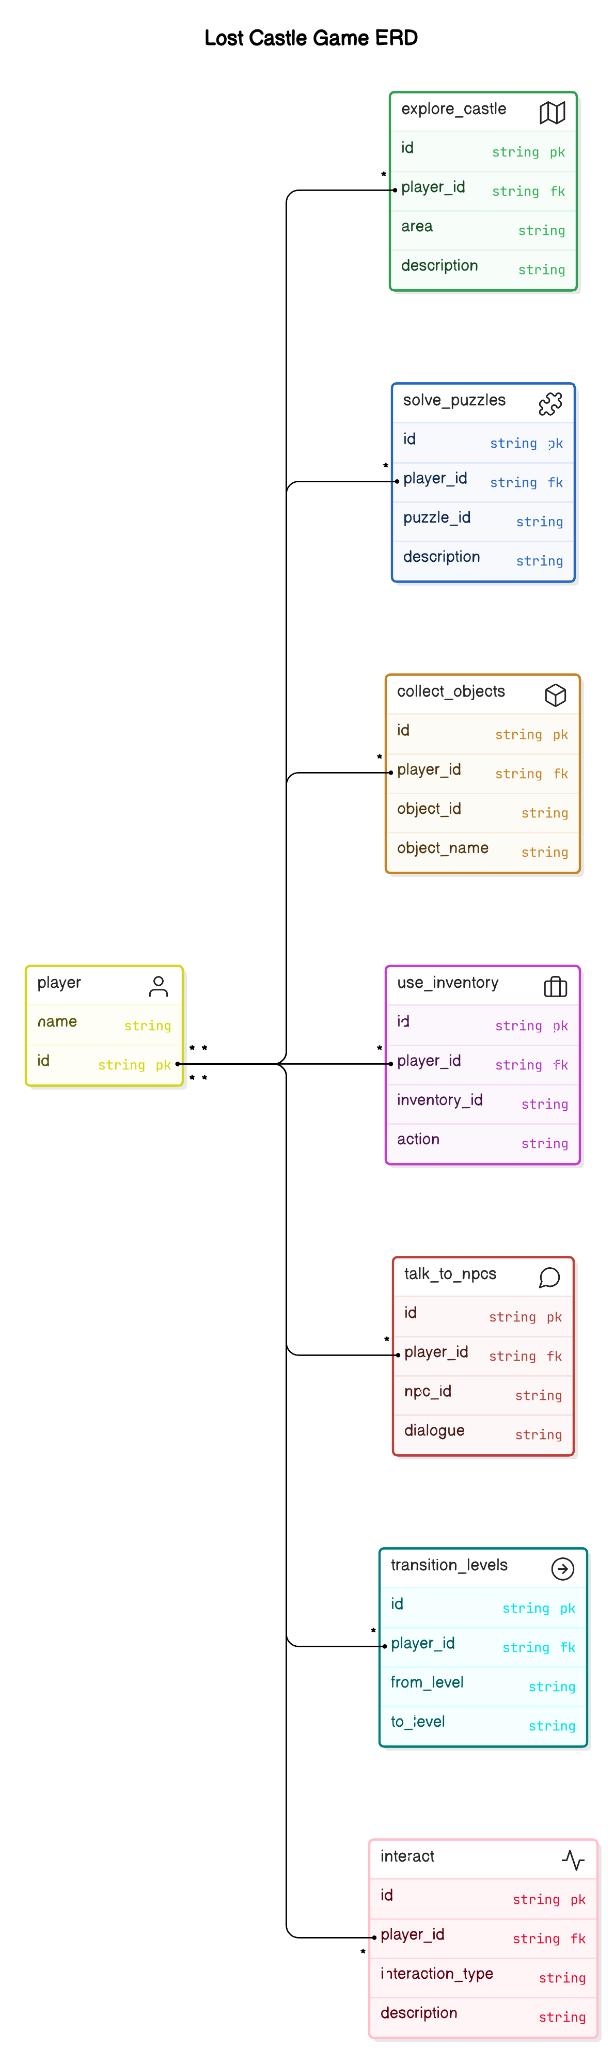 Lost Castle Game ERD
explore_castle
id string pk
*
player_id string fk
area string
description string
solve_puzzles
id string pk
*
player_id string fk
puzzle_id string
description string
collect_objects
id string pk
*
player_id string fk
object_id string
object_name string
player
name string
id string pk
* *
* *
use_inventory
id string pk
*
player_id string fk
inventory_id string
action string
talk_to_npcs
id string pk
*
player_id string fk
npc_id string
dialogue string
transition_levels
id string pk
*
player_id string fk
from_level string
to_level string
interact
id string pk
player_id string fk
*
interaction_type string
description string